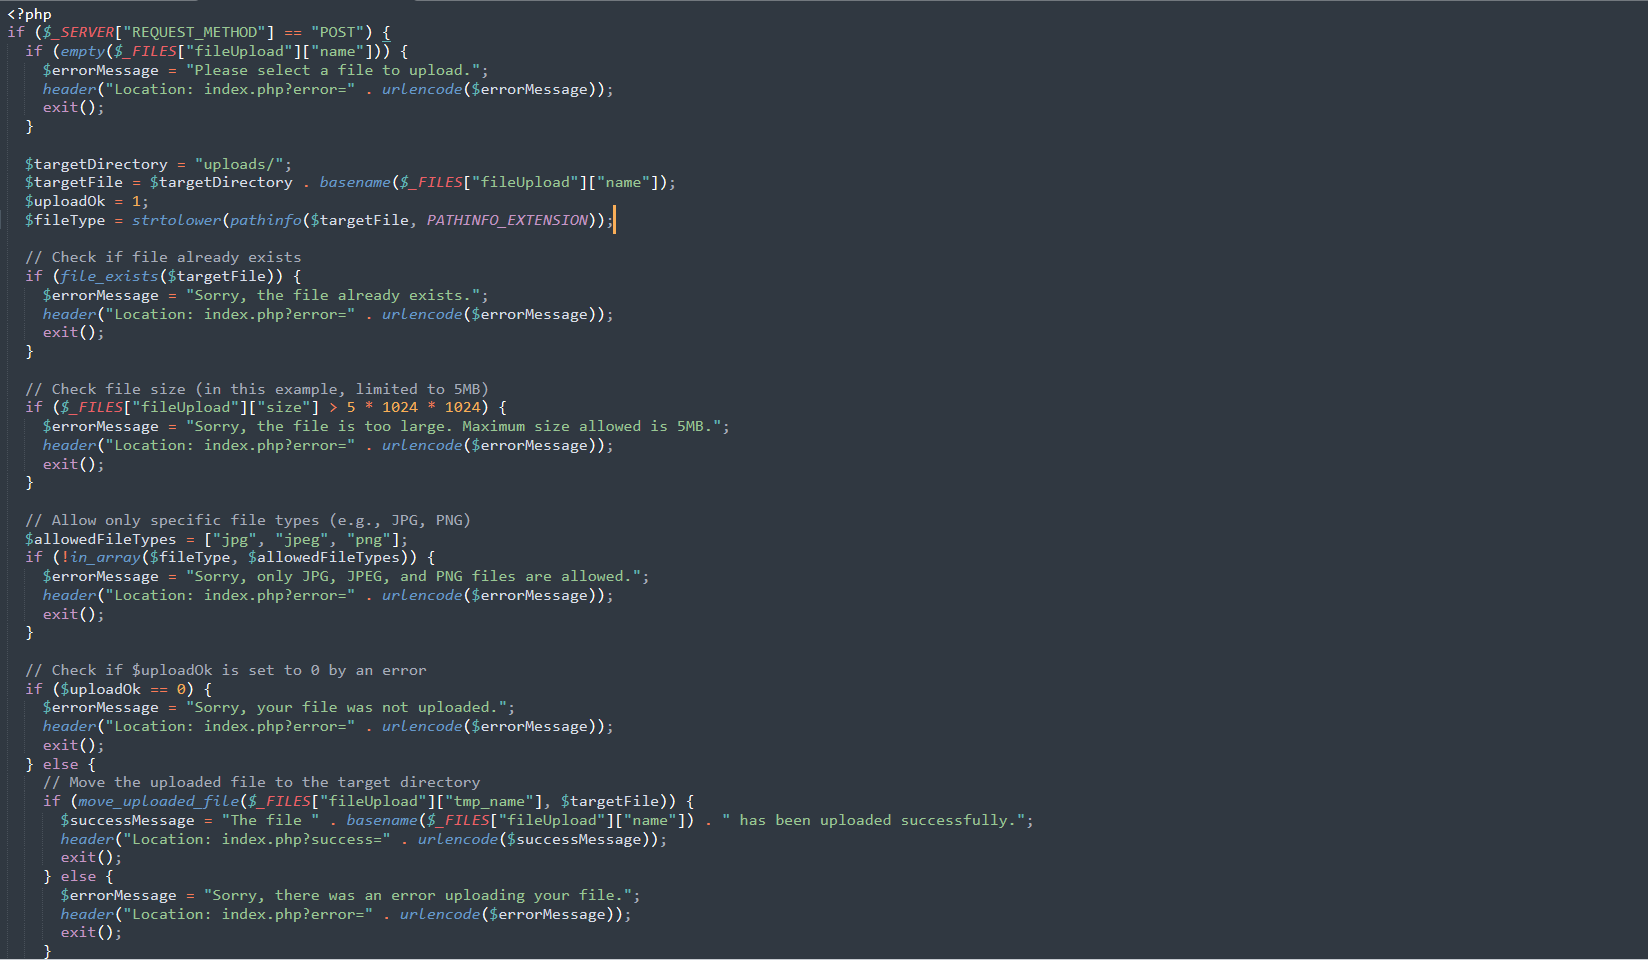 <?php
if ($_SERVER["REQUEST_METHOD"] == "POST") {
  if (empty($_FILES["fileUpload"]["name"])) {
    $errorMessage = "Please select a file to upload.";
    header("Location: index.php?error=" . urlencode($errorMessage));
    exit();
  }

  $targetDirectory = "uploads/";
  $targetFile = $targetDirectory . basename($_FILES["fileUpload"]["name"]);
  $uploadOk = 1;
  $fileType = strtolower(pathinfo($targetFile, PATHINFO_EXTENSION));

  // Check if file already exists
  if (file_exists($targetFile)) {
    $errorMessage = "Sorry, the file already exists.";
    header("Location: index.php?error=" . urlencode($errorMessage));
    exit();
  }

  // Check file size (in this example, limited to 5MB)
  if ($_FILES["fileUpload"]["size"] > 5 * 1024 * 1024) {
    $errorMessage = "Sorry, the file is too large. Maximum size allowed is 5MB.";
    header("Location: index.php?error=" . urlencode($errorMessage));
    exit();
  }

  // Allow only specific file types (e.g., JPG, PNG)
  $allowedFileTypes = ["jpg", "jpeg", "png"];
  if (!in_array($fileType, $allowedFileTypes)) {
    $errorMessage = "Sorry, only JPG, JPEG, and PNG files are allowed.";
    header("Location: index.php?error=" . urlencode($errorMessage));
    exit();
  }

  // Check if $uploadOk is set to 0 by an error
  if ($uploadOk == 0) {
    $errorMessage = "Sorry, your file was not uploaded.";
    header("Location: index.php?error=" . urlencode($errorMessage));
    exit();
  } else {
    // Move the uploaded file to the target directory
    if (move_uploaded_file($_FILES["fileUpload"]["tmp_name"], $targetFile)) {
      $successMessage = "The file " . basename($_FILES["fileUpload"]["name"]) . " has been uploaded successfully.";
      header("Location: index.php?success=" . urlencode($successMessage));
      exit();
    } else {
      $errorMessage = "Sorry, there was an error uploading your file.";
      header("Location: index.php?error=" . urlencode($errorMessage));
      exit();
    }